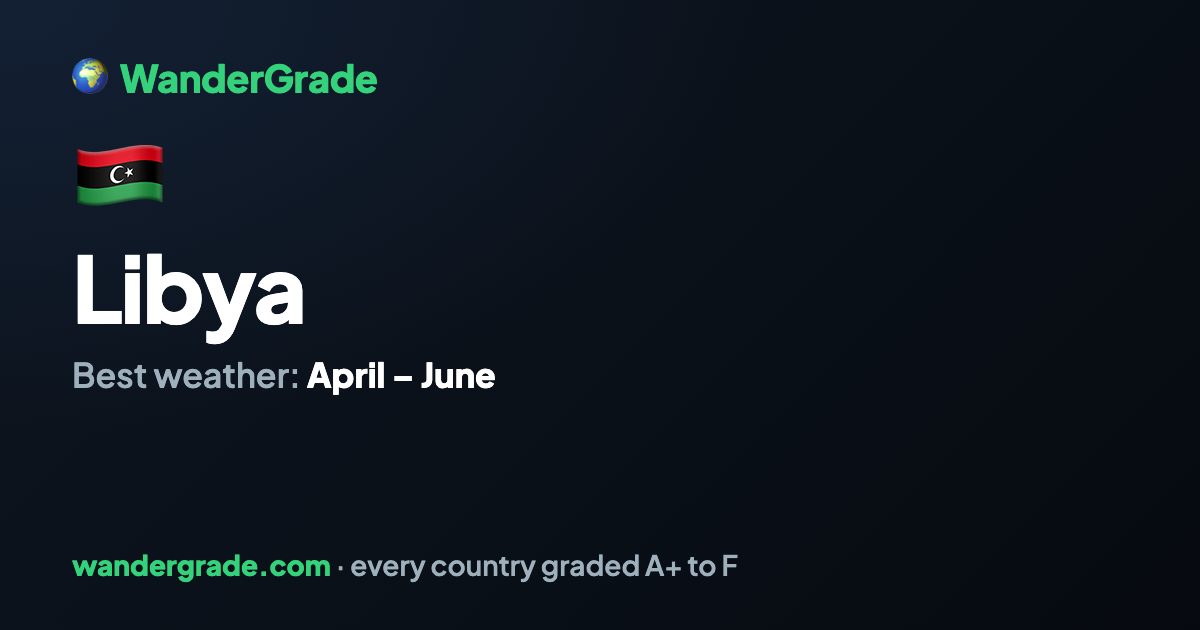 WanderGrade
Libya
Best weather: April – June
wandergrade.com · every country graded A+ to F